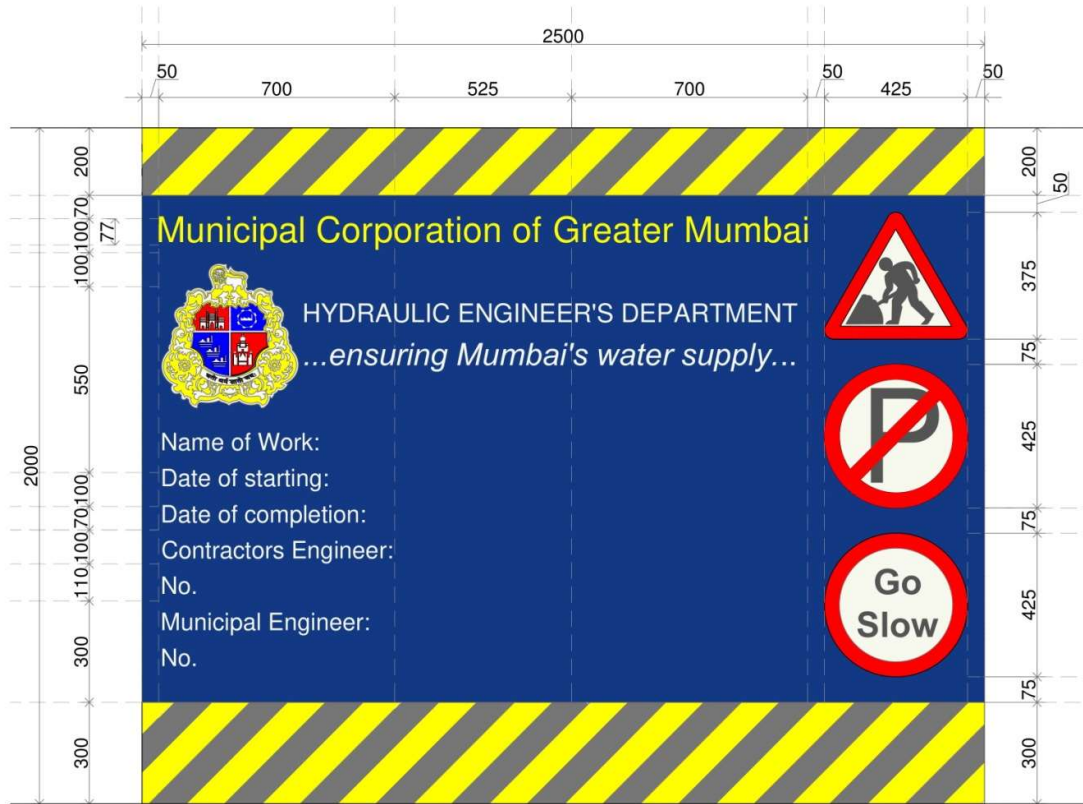 2500
50 700 525 700 50 425 50
200
70
100
77
100
550
2000
100
70
100
110
300
300
200
50
375
75
425
75
425
75
300
Municipal Corporation of Greater Mumbai
HYDRAULIC ENGINEER'S DEPARTMENT
...ensuring Mumbai's water supply...
Name of Work:
Date of starting:
Date of completion:
Contractors Engineer:
No.
Municipal Engineer:
No.
P
Go
Slow